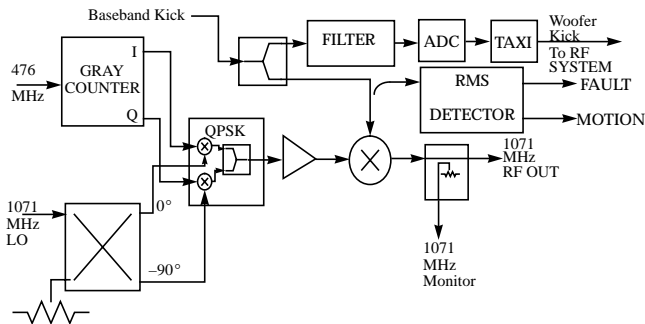 Baseband Kick
FILTER
ADC
TAXI
Woofer
Kick
To RF
SYSTEM
476
MHz
GRAY
COUNTER
I
Q
QPSK
RMS
DETECTOR
FAULT
MOTION
1071
MHz
RF OUT
1071
MHz
LO
0°
–90°
1071
MHz
Monitor